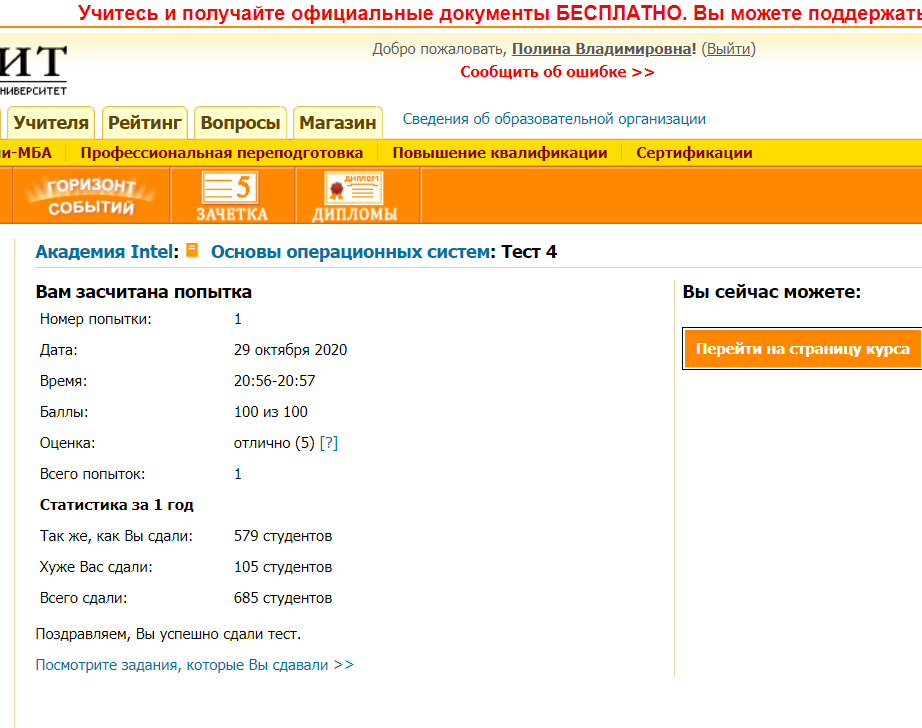 Учитесь и получайте официальные документы БЕСПЛАТНО. Вы можете поддержать
Добро пожаловать, Полина Владимировна! (Выйти)
ИТ
НИВЕРСИТЕТ
Сообщить об ошибке >>
Учителя Рейтинг Вопросы Магазин Сведения об образовательной организации
и-МБА Профессиональная переподготовка Повышение квалификации Сертификации
ГОРИЗОНТ СОБЫТИЙ 5 ЗАЧЕТКА ДИПЛОМ ДИПЛОМЫ
Академия Intel: Основы операционных систем: Тест 4
Вам засчитана попытка
Номер попытки: 1
Дата: 29 октября 2020
Время: 20:56-20:57
Баллы: 100 из 100
Оценка: отлично (5) [?]
Всего попыток: 1
Статистика за 1 год
Так же, как Вы сдали: 579 студентов
Хуже Вас сдали: 105 студентов
Всего сдали: 685 студентов
Поздравляем, Вы успешно сдали тест.
Посмотрите задания, которые Вы сдавали >>
Вы сейчас можете:
Перейти на страницу курса